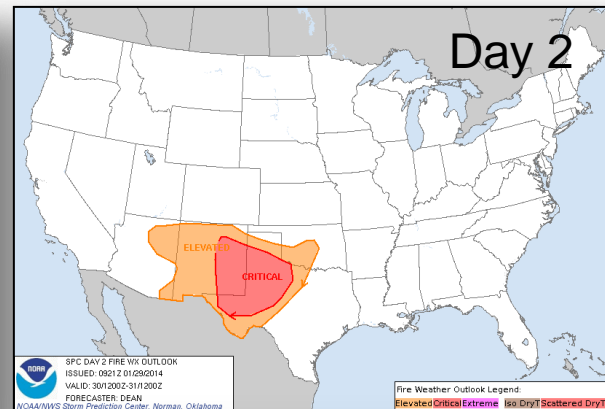 Day 2
ELEVATED
CRITICAL
NOAA
SPC DAY 2 FIRE WX OUTLOOK
ISSUED: 0921Z 01/29/2014
VALID: 30/1200Z-31/1200Z
FORECASTER: DEAN
NOAA/NWS Storm Prediction Center, Norman, Oklahoma
Fire Weather Outlook Legend:
Elevated Critical Extreme Iso DryT Scattered DryT